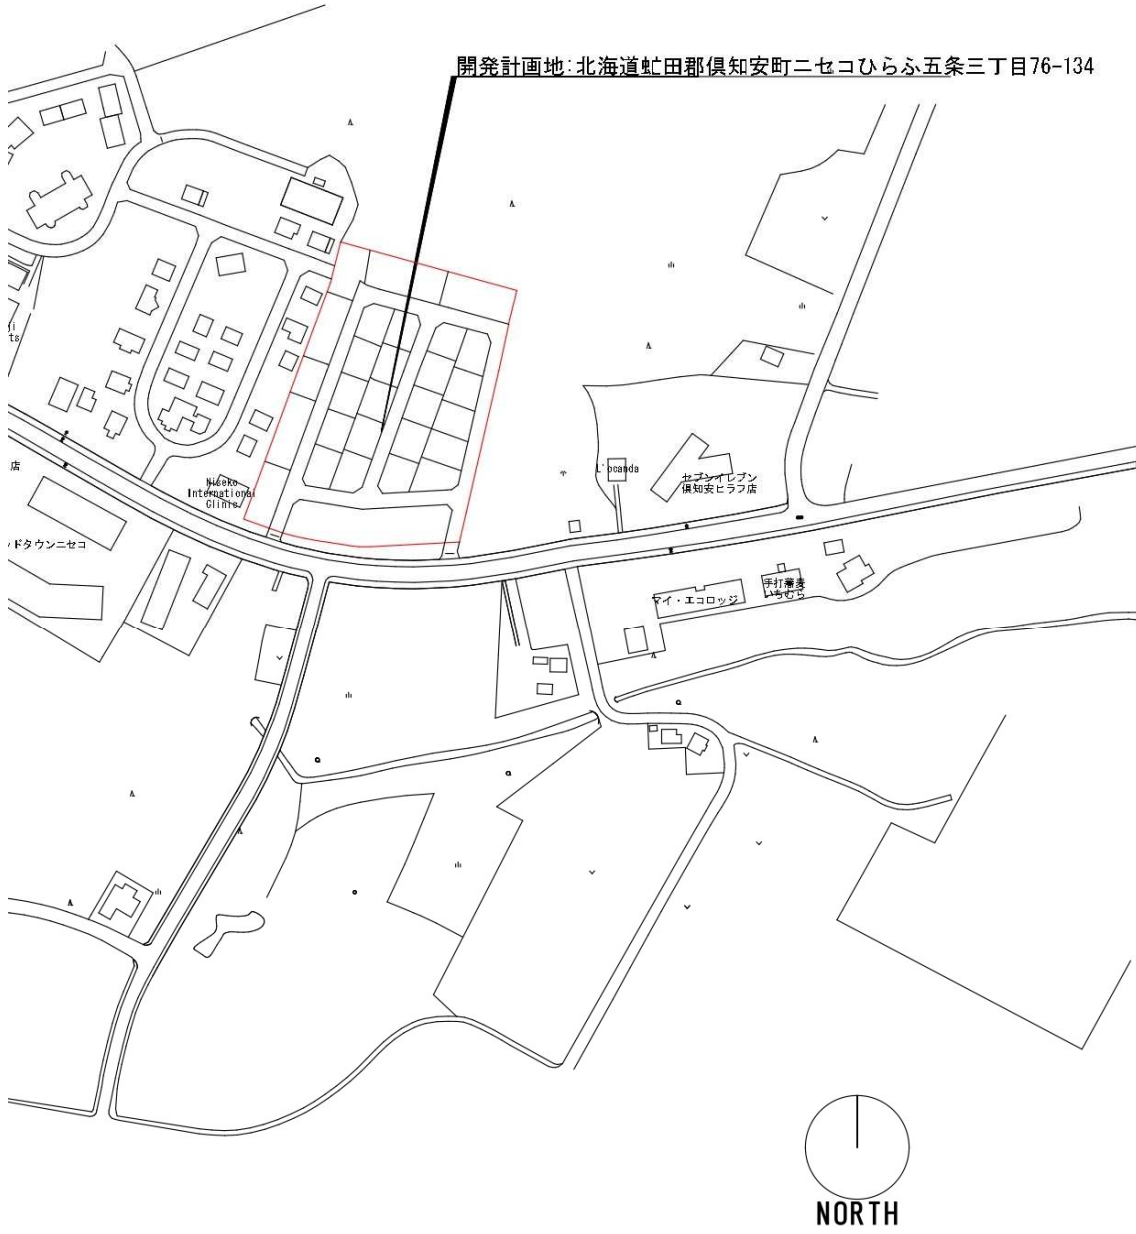 開発計画地:北海道虻田郡倶知安町ニセコひらふ五条三丁目76-134
ts
店
Niseko
International
Clinic
L'ocanda
セブンイレブン
倶知安ヒラフ店
ドタウンニセコ
マイ・エコロッジ
手打蕎麦
いちむら
NORTH